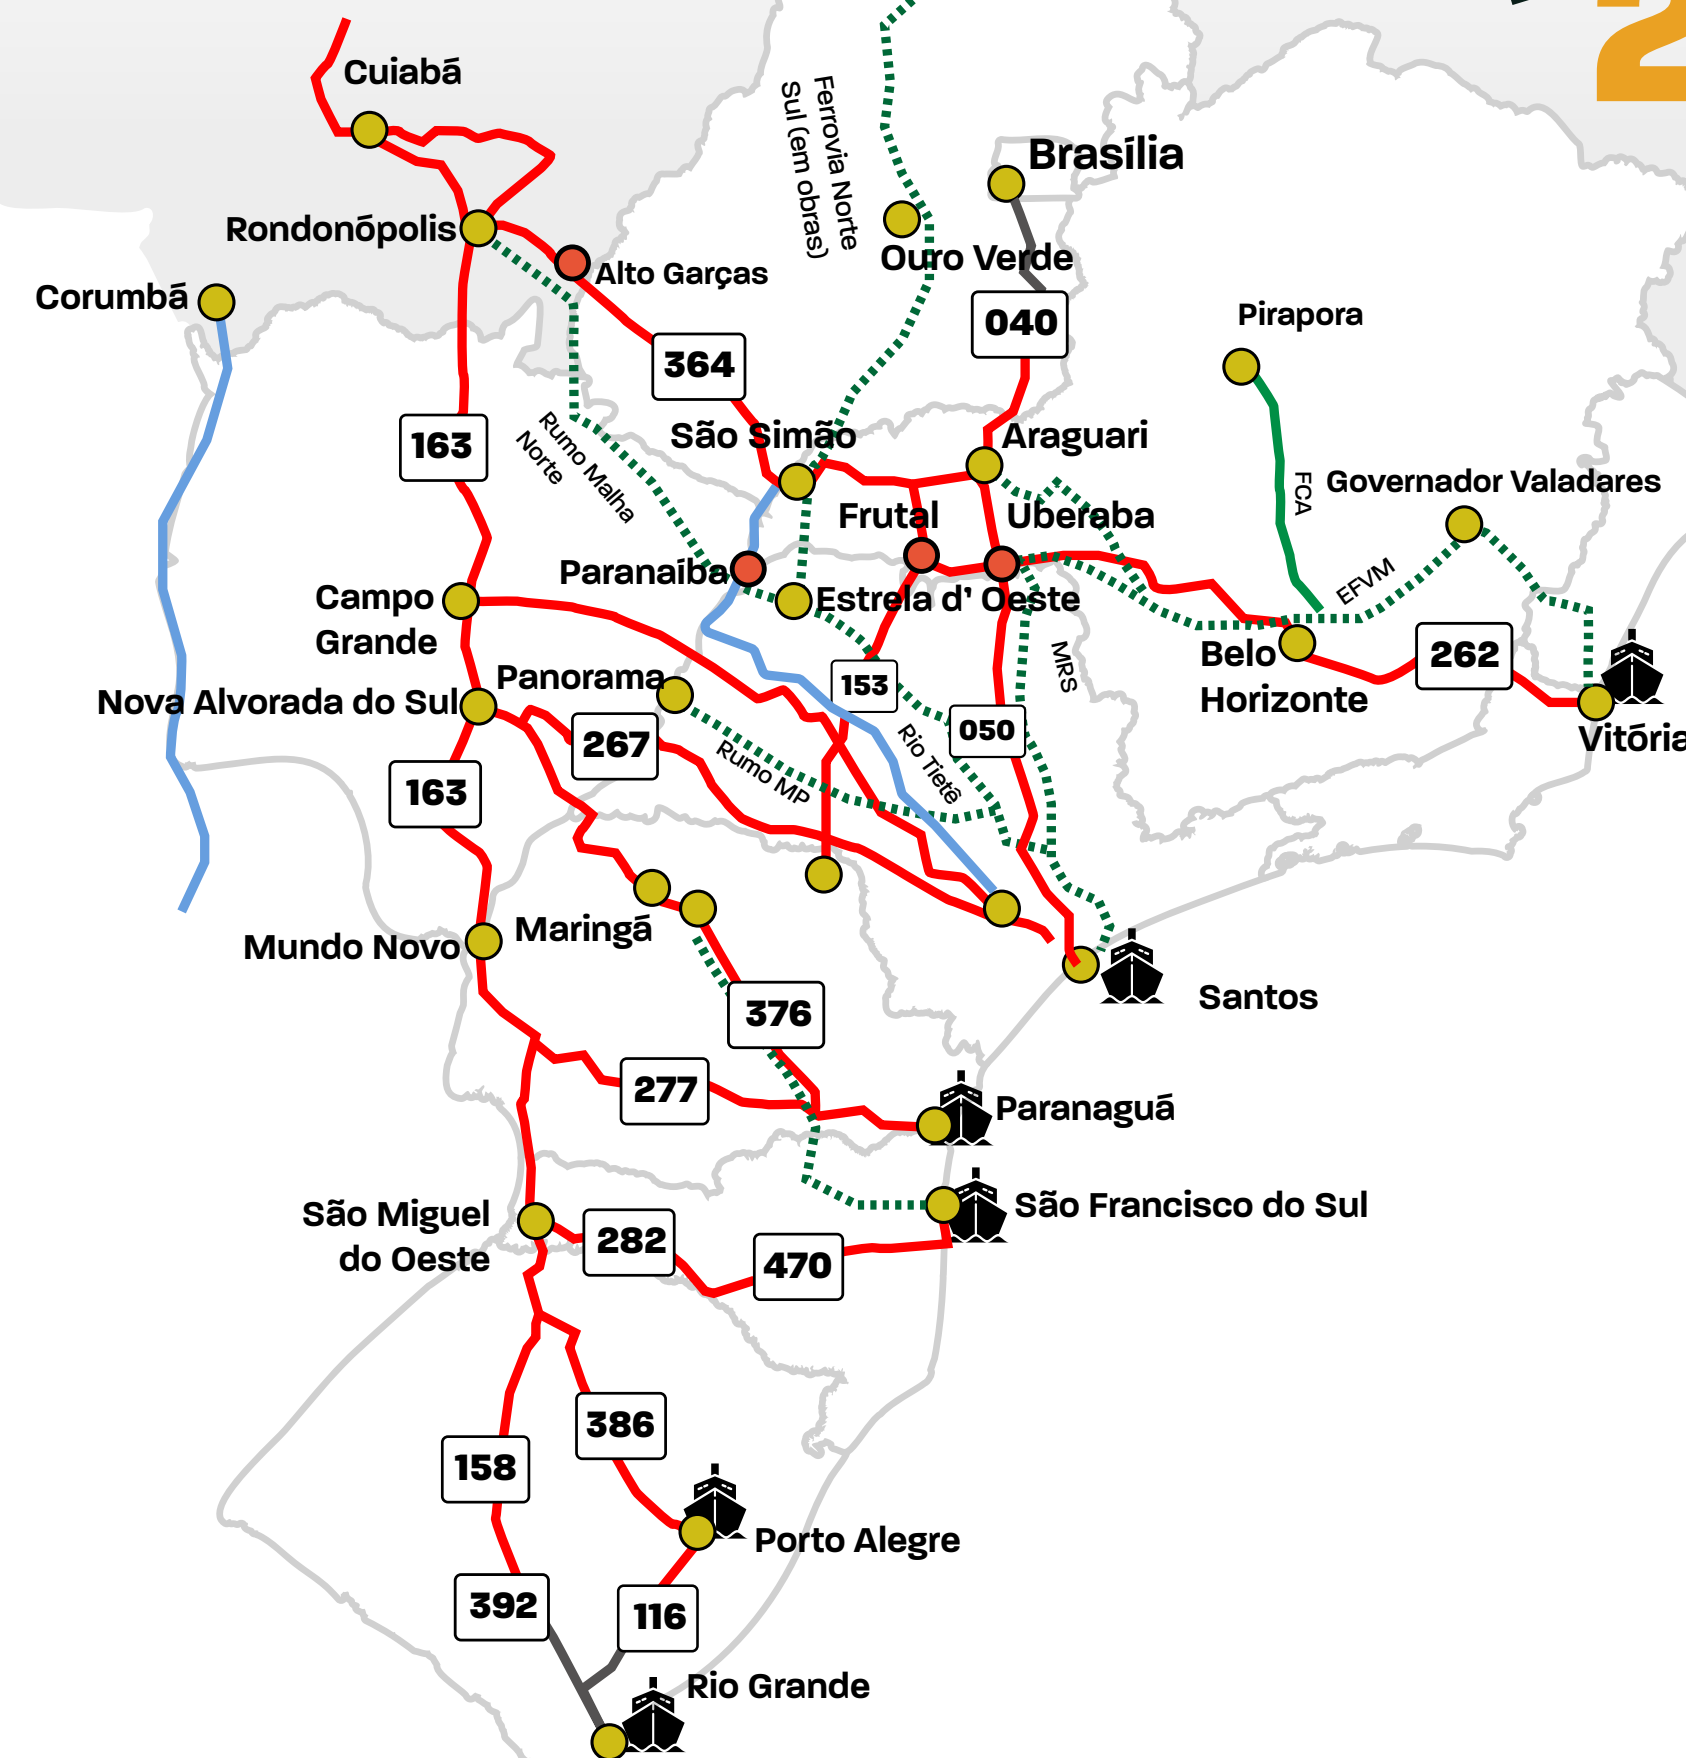 Cuiabá
Ferrovia Norte
Sul (em obras)
Brasília
Rondonópolis
Ouro Verde
Alto Garças
Corumbá
040
Pirapora
364
São Simão
Araguari
163
Rumo Malha
Norte
FCA
Governador Valadares
Frutal
Uberaba
Paranaíba
EFVM
Campo
Grande
Estrela d' Oeste
MRS
Belo
Horizonte
262
Panorama
153
Nova Alvorada do Sul
267
050
Vitória
Rumo MP
Rio Tietê
163
Maringá
Mundo Novo
Santos
376
277
Paranaguá
São Miguel
do Oeste
São Francisco do Sul
282
470
386
158
Porto Alegre
392
116
Rio Grande